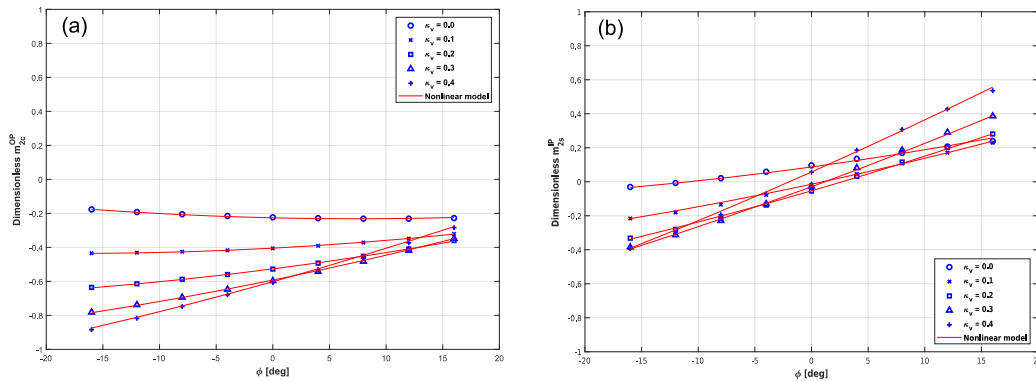 (a)
κv = 0.0
κv = 0.1
κv = 0.2
κv = 0.3
κv = 0.4
Nonlinear model
1
0,8
0,6
0,4
0,2
0
-0,2
-0,4
-0,6
-0,8
-1
Dimensionless m2c^OP
-20 -15 -10 -5 0 5 10 15 20
ϕ [deg]
(b)
1
0,8
0,6
0,4
0,2
0
-0,2
-0,4
-0,6
-0,8
-1
Dimensionless m2s^IP
κv = 0.0
κv = 0.1
κv = 0.2
κv = 0.3
κv = 0.4
Nonlinear model
-20 -15 -10 -5 0 5 10 15 20
ϕ [deg]